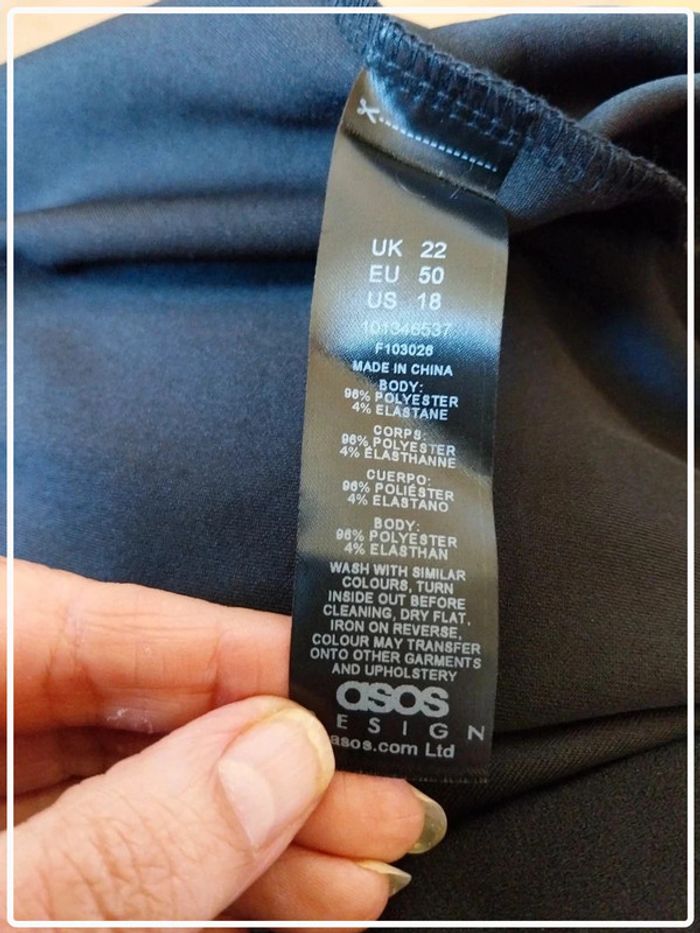 UK 22
EU 50
US 18
101346537
F103026
MADE IN CHINA
BODY:
96% POLYESTER
4% ELASTANE
CORPS:
96% POLYESTER
4% ELASTHANNE
CUERPO:
96% POLIÉSTER
4% ELASTANO
BODY:
96% POLYESTER
4% ELASTHAN
WASH WITH SIMILAR
COLOURS, TURN
INSIDE OUT BEFORE
CLEANING, DRY FLAT,
IRON ON REVERSE,
COLOUR MAY TRANSFER
ONTO OTHER GARMENTS
AND UPHOLSTERY
asos
ESIGN
asos.com Ltd